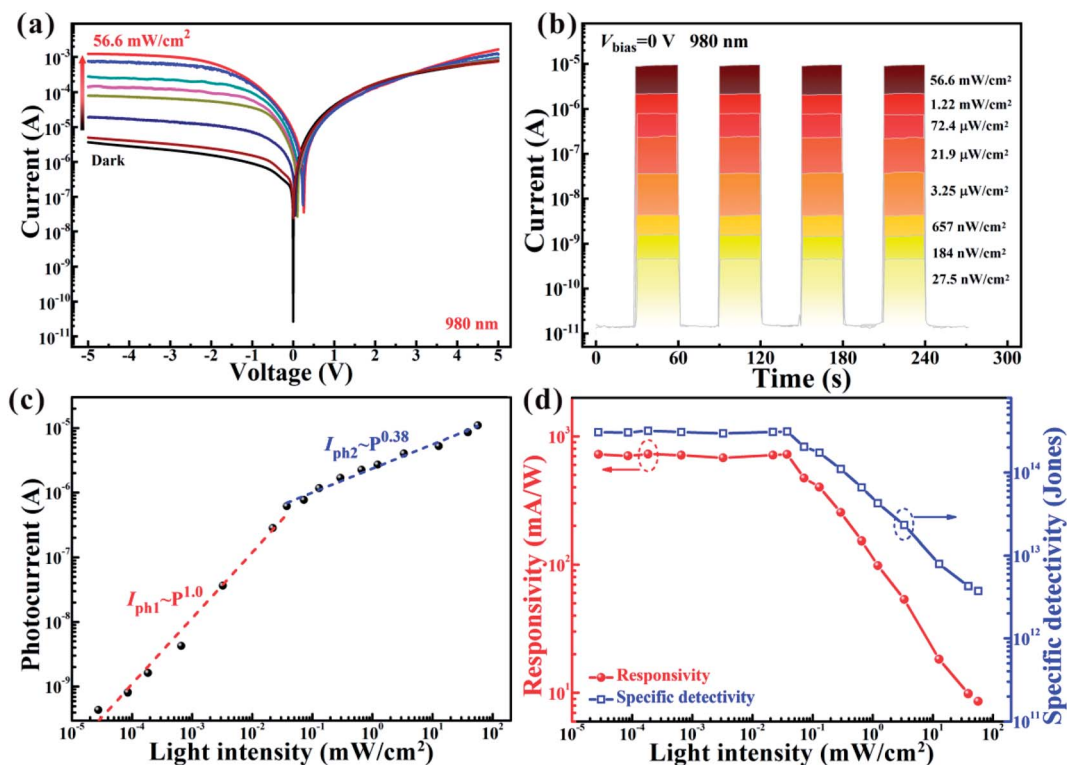 (a)
56.6 mW/cm²
Dark
980 nm
Current (A)
10⁻³
10⁻⁴
10⁻⁵
10⁻⁶
10⁻⁷
10⁻⁸
10⁻⁹
10⁻¹⁰
10⁻¹¹
-5 -4 -3 -2 -1 0 1 2 3 4 5
Voltage (V)
(b)
V_bias=0 V 980 nm
Current (A)
10⁻⁵
10⁻⁶
10⁻⁷
10⁻⁸
10⁻⁹
10⁻¹⁰
10⁻¹¹
56.6 mW/cm²
1.22 mW/cm²
72.4 μW/cm²
21.9 μW/cm²
3.25 μW/cm²
657 nW/cm²
184 nW/cm²
27.5 nW/cm²
0 60 120 180 240 300
Time (s)
(c)
I_ph2~P^0.38
I_ph1~P^1.0
Photocurrent (A)
10⁻⁵
10⁻⁶
10⁻⁷
10⁻⁸
10⁻⁹
10⁻⁵ 10⁻⁴ 10⁻³ 10⁻² 10⁻¹ 10⁰ 10¹ 10²
Light intensity (mW/cm²)
(d)
Responsivity (mA/W)
10³
10²
10¹
Responsivity
Specific detectivity
10¹⁴
10¹³
10¹²
10¹¹
Specific detectivity (Jones)
10⁻⁵ 10⁻⁴ 10⁻³ 10⁻² 10⁻¹ 10⁰ 10¹ 10²
Light intensity (mW/cm²)